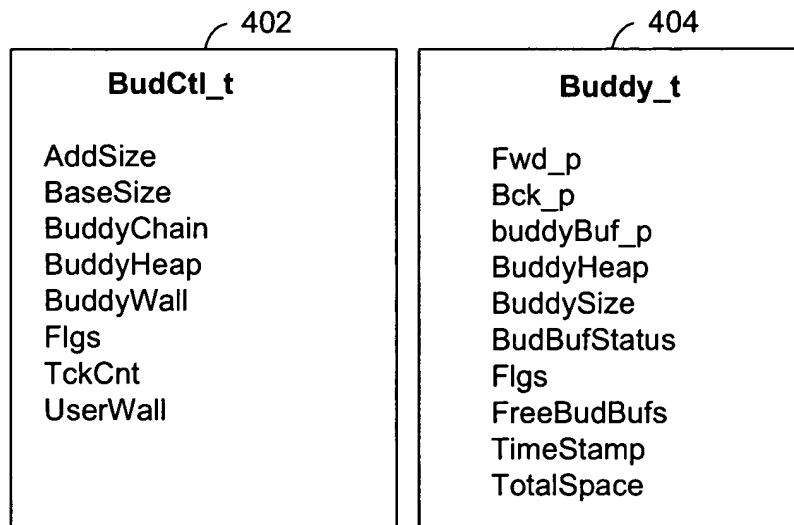 402
BudCtl_t
AddSize
BaseSize
BuddyChain
BuddyHeap
BuddyWall
Flgs
TckCnt
UserWall
404
Buddy_t
Fwd_p
Bck_p
buddyBuf_p
BuddyHeap
BuddySize
BudBufStatus
Flgs
FreeBudBufs
TimeStamp
TotalSpace